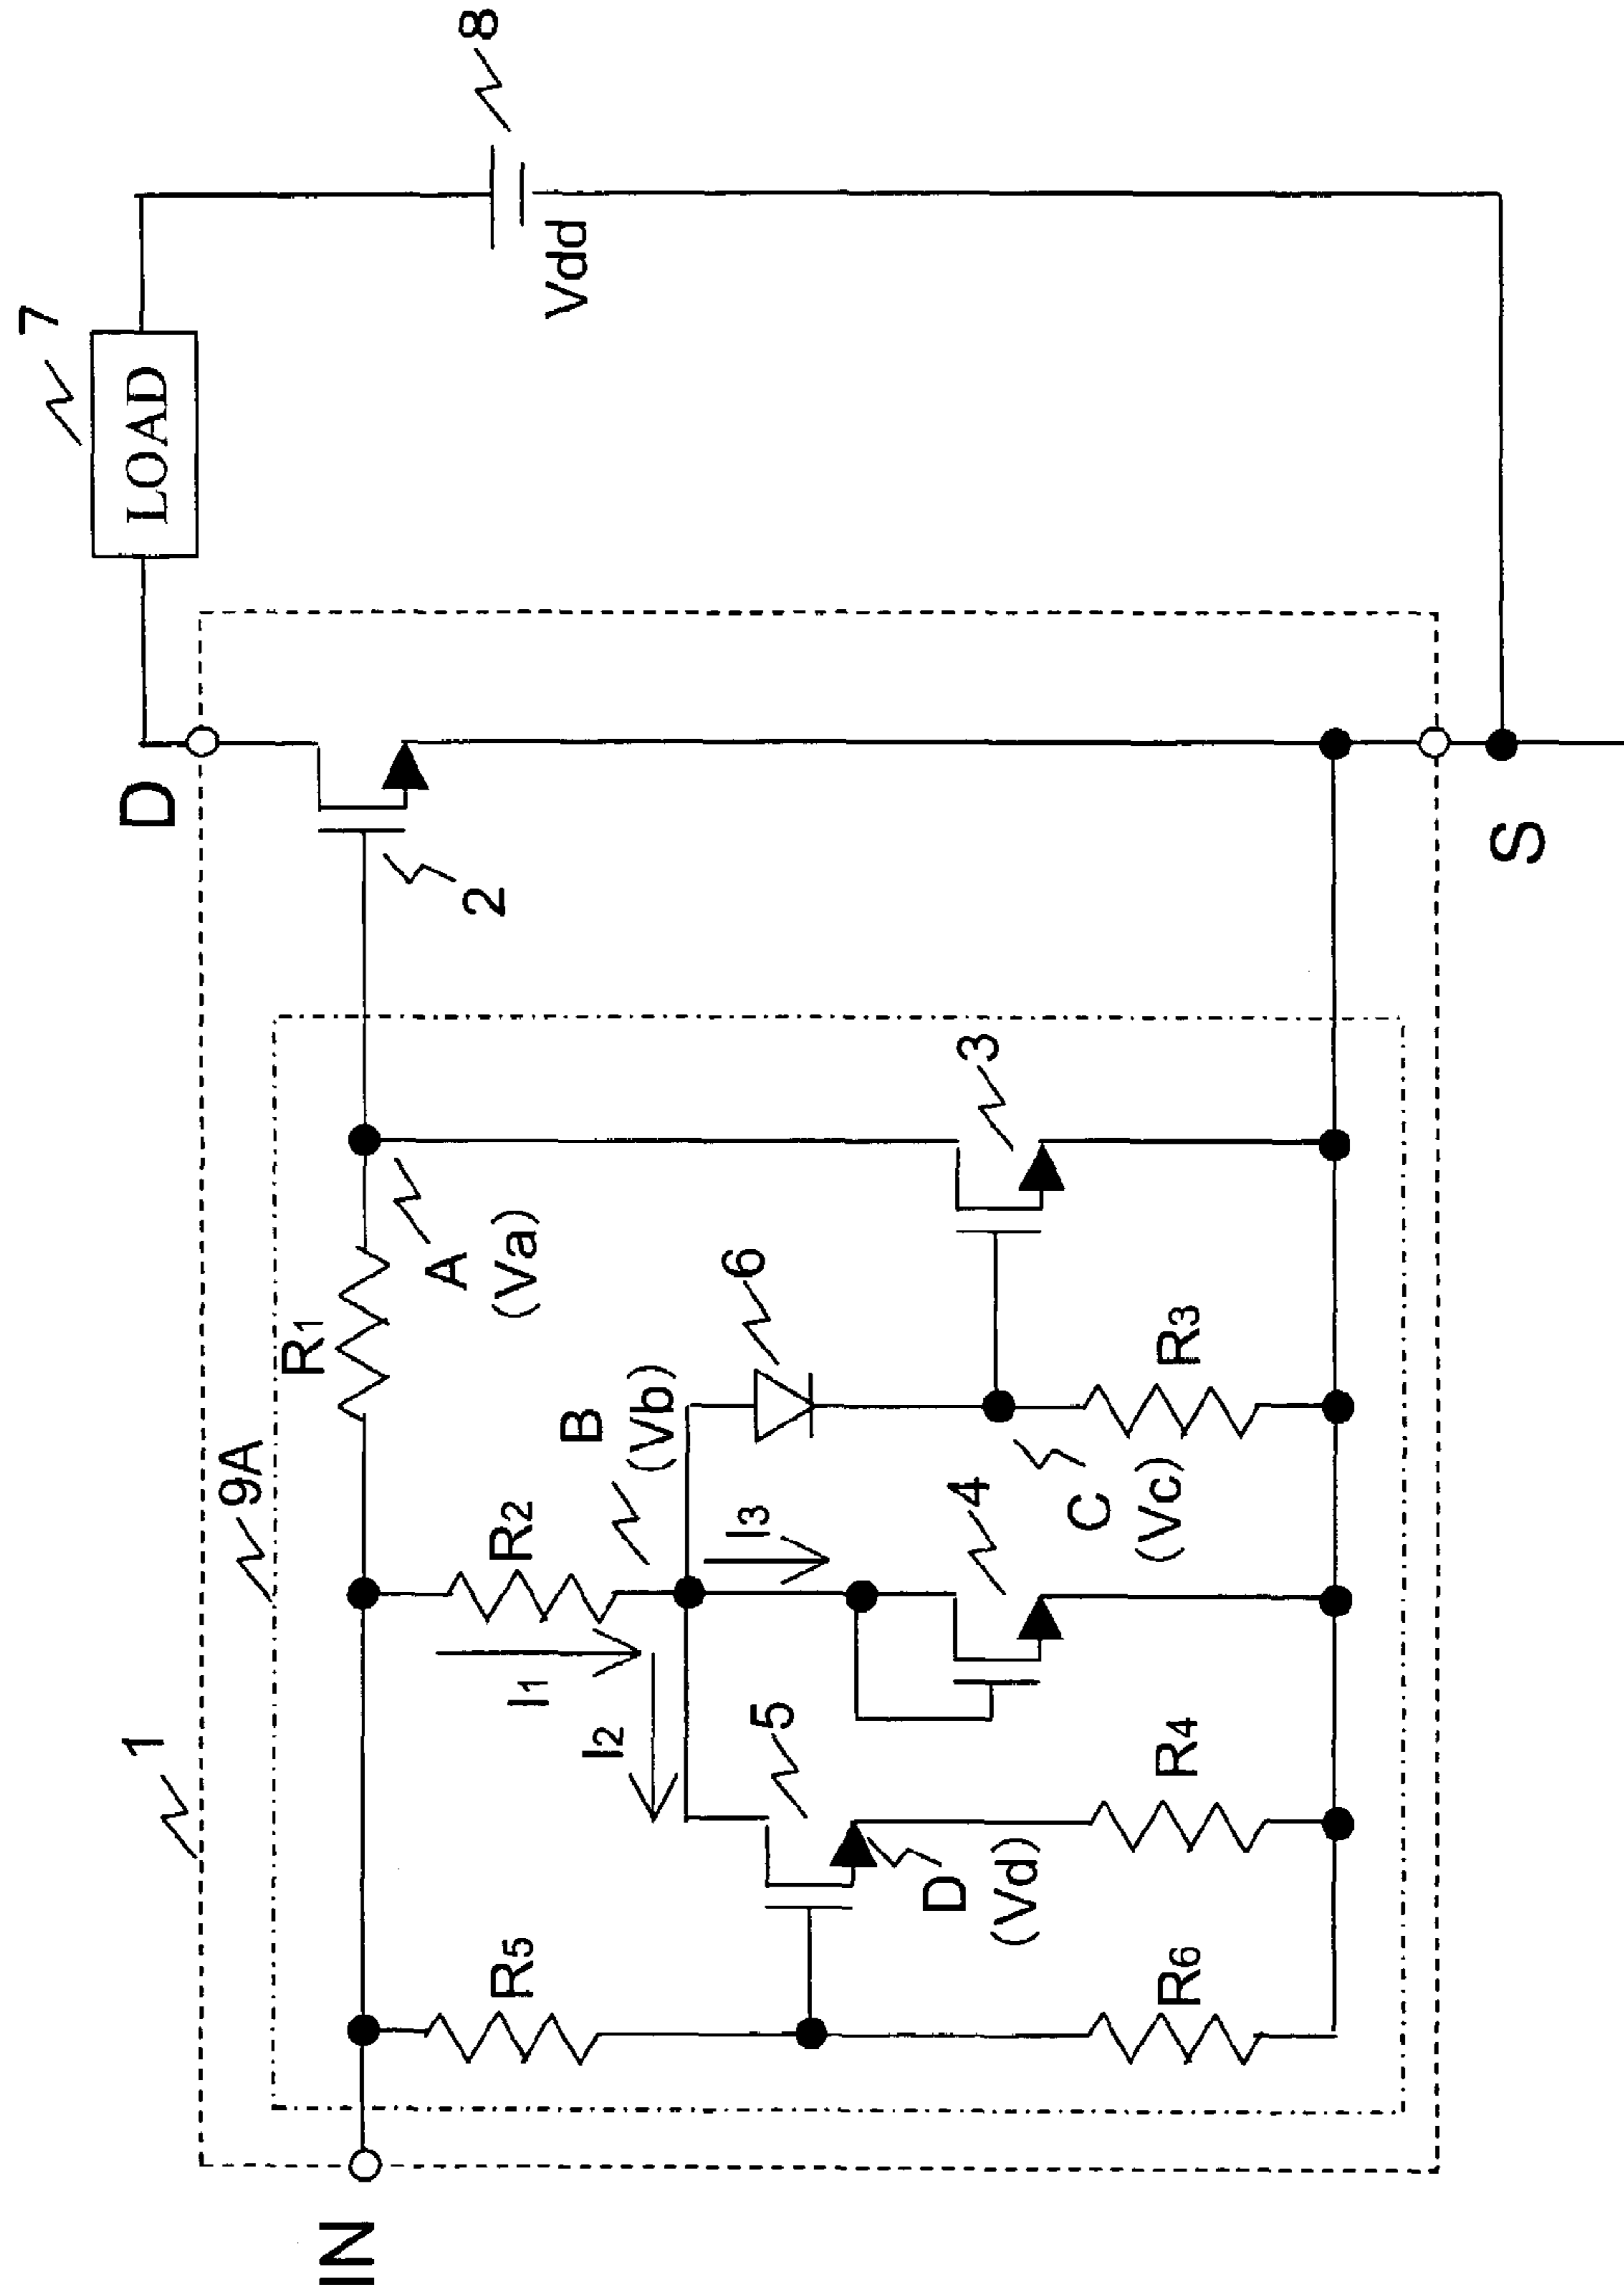 1
9A
7
LOAD
8
Vdd
D
2
IN
R1
A
(Va)
R5
R2
I1
I2
B
(Vb)
I3
6
5
4
3
D
(Vd)
C
(Vc)
R6
R4
R3
S